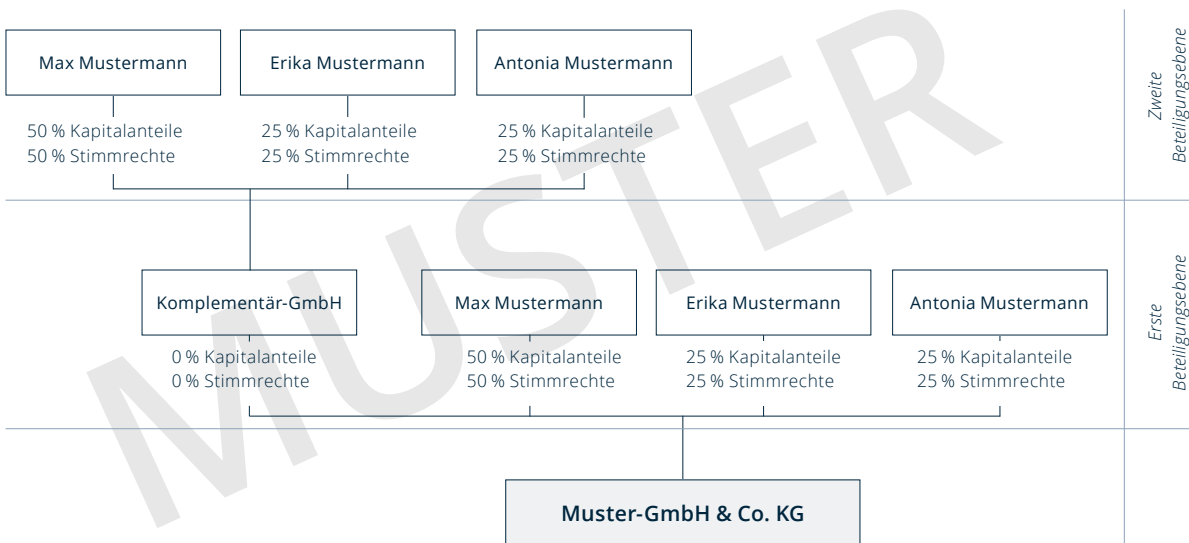 Max Mustermann
Erika Mustermann
Antonia Mustermann
50 % Kapitalanteile
50 % Stimmrechte
25 % Kapitalanteile
25 % Stimmrechte
25 % Kapitalanteile
25 % Stimmrechte
Zweite
Beteiligungsebene
Komplementär-GmbH
Max Mustermann
Erika Mustermann
Antonia Mustermann
0 % Kapitalanteile
0 % Stimmrechte
50 % Kapitalanteile
50 % Stimmrechte
25 % Kapitalanteile
25 % Stimmrechte
25 % Kapitalanteile
25 % Stimmrechte
Erste
Beteiligungsebene
Muster-GmbH & Co. KG
MUSTER